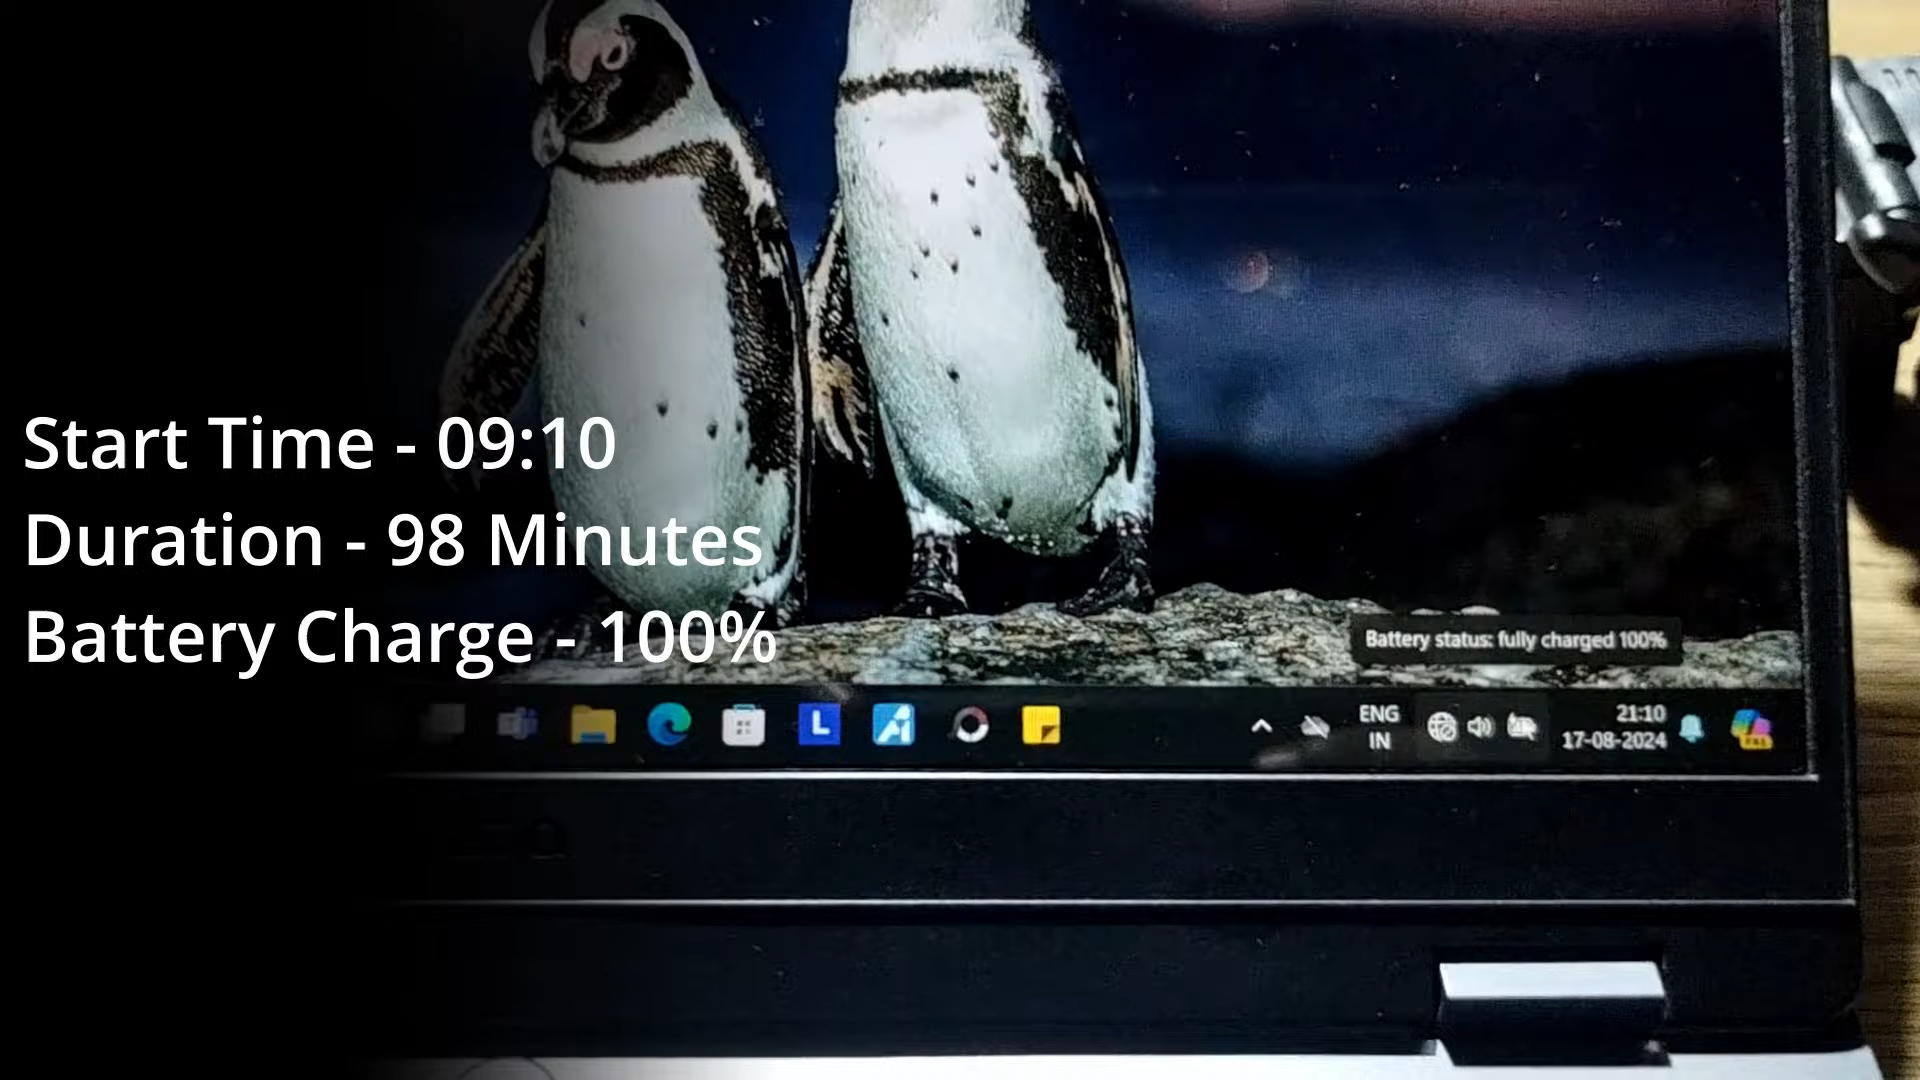 Start Time - 09:10
Duration - 98 Minutes
Battery Charge - 100%
Battery status: fully charged 100%
L
ENG
IN
21:10
17-08-2024